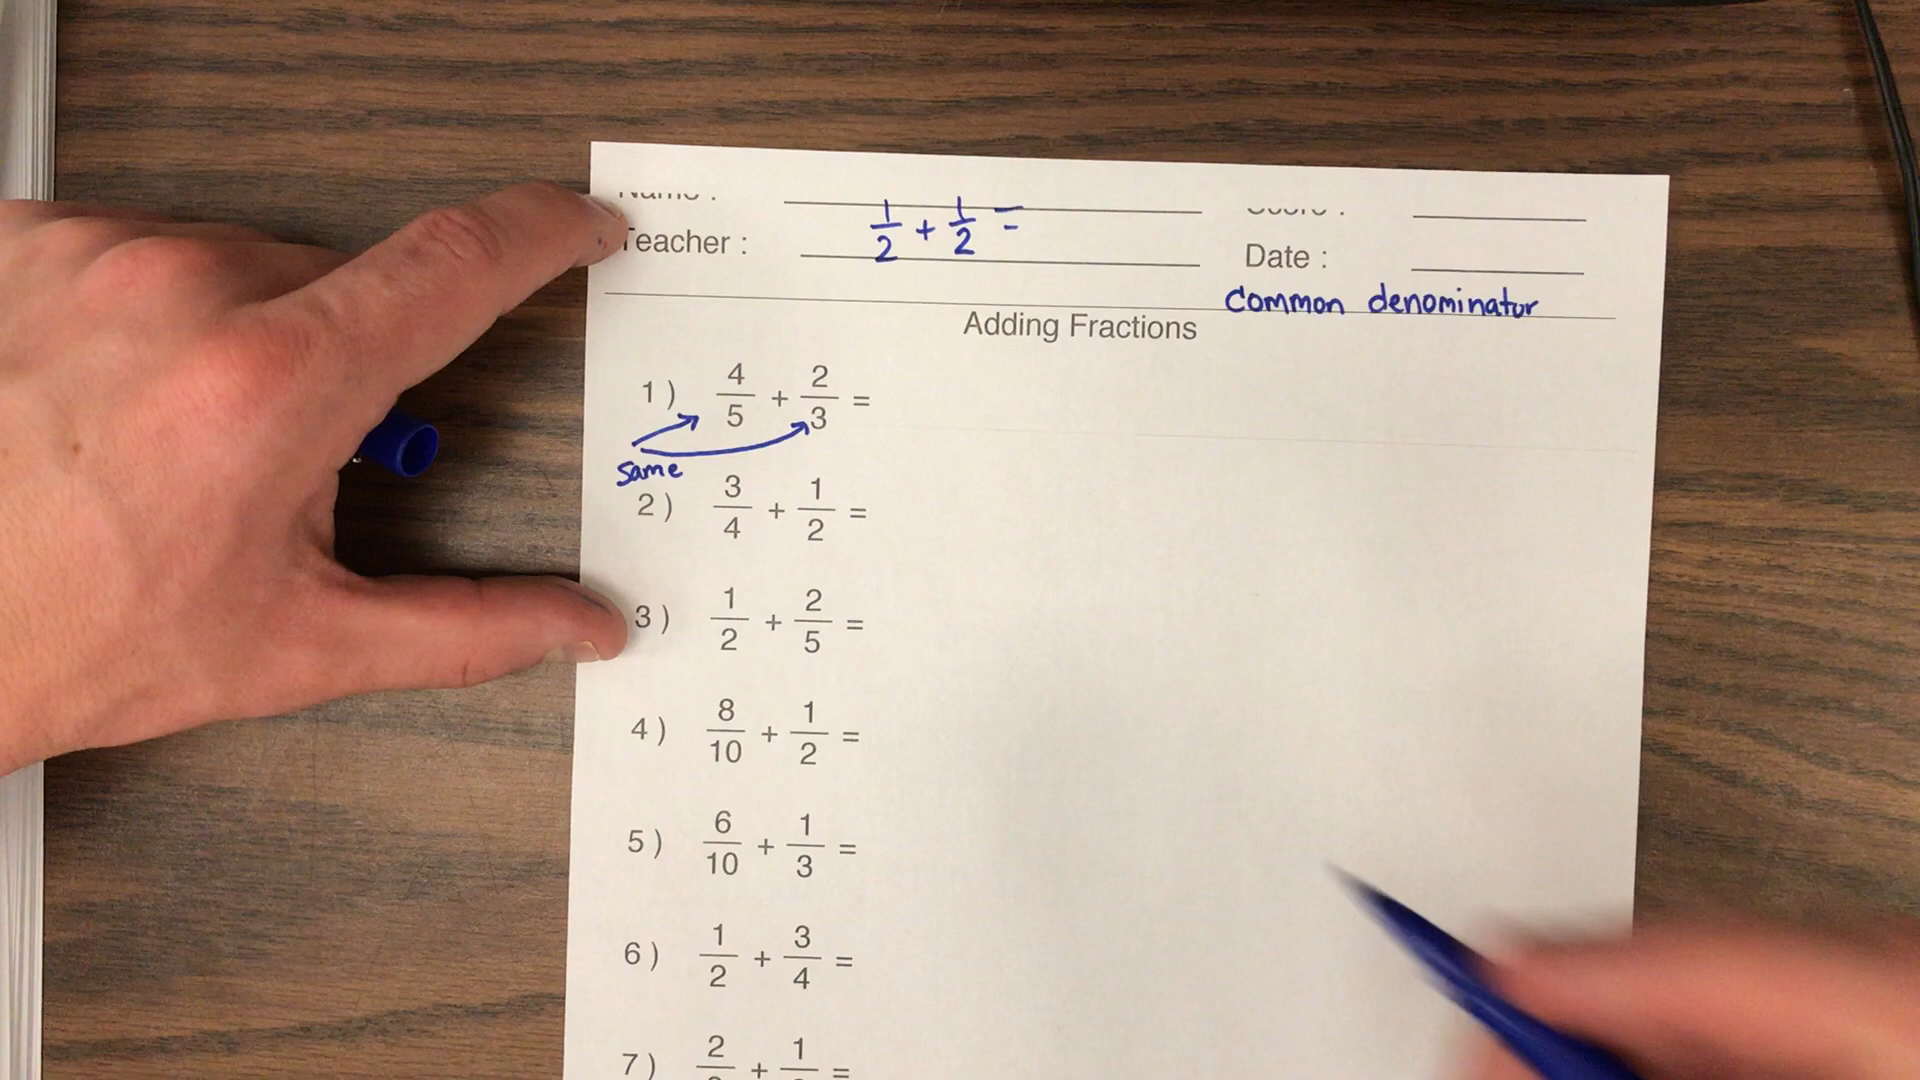 1/2 + 1/2 =
Teacher :
Date :
common denominator
Adding Fractions
1 ) 4/5 + 2/3 =
same
2 ) 3/4 + 1/2 =
3 ) 1/2 + 2/5 =
4 ) 8/10 + 1/2 =
5 ) 6/10 + 1/3 =
6 ) 1/2 + 3/4 =
7 )